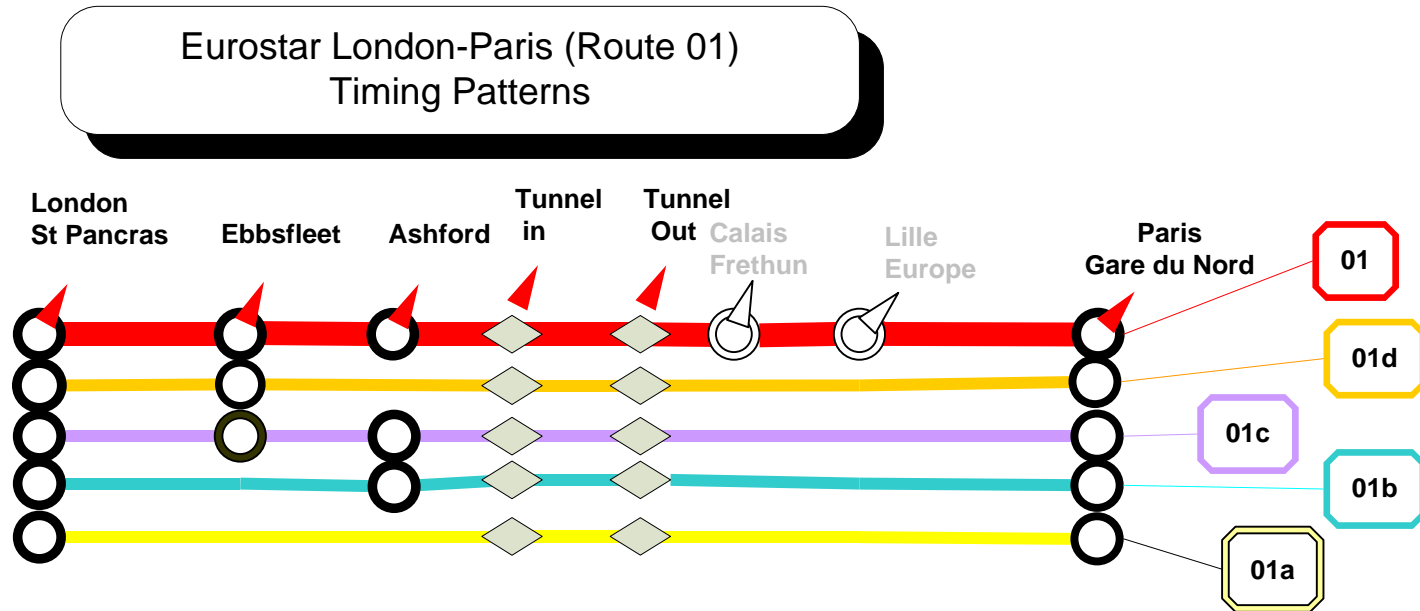 Eurostar London-Paris (Route 01)
Timing Patterns
London
St Pancras
Ebbsfleet
Ashford
Tunnel
in
Tunnel
Out
Calais
Frethun
Lille
Europe
Paris
Gare du Nord
01
01d
01c
01b
01a